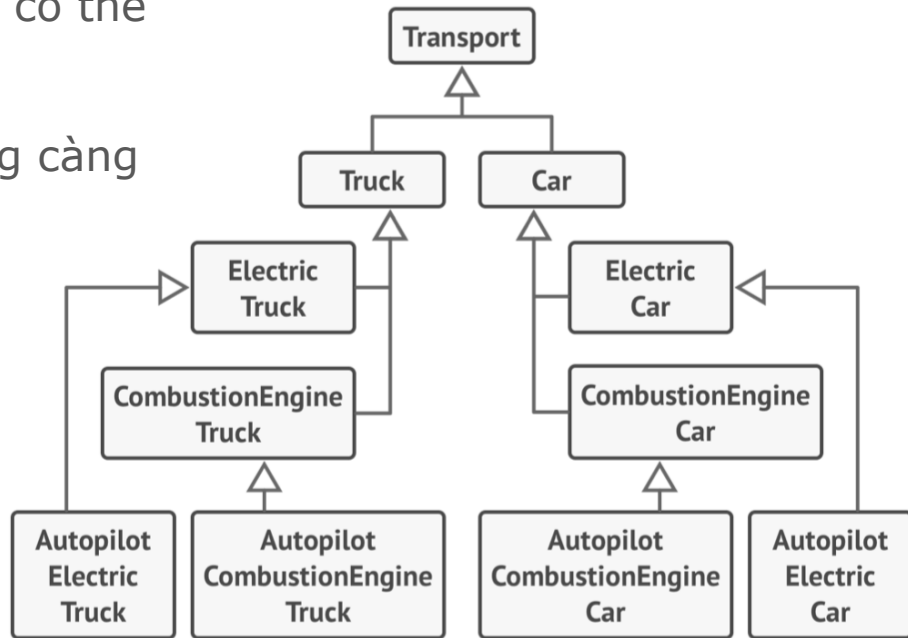 có thể
Transport
g càng
Truck
Car
Electric
Truck
Electric
Car
CombustionEngine
Truck
CombustionEngine
Car
Autopilot
Electric
Truck
Autopilot
CombustionEngine
Truck
Autopilot
CombustionEngine
Car
Autopilot
Electric
Car